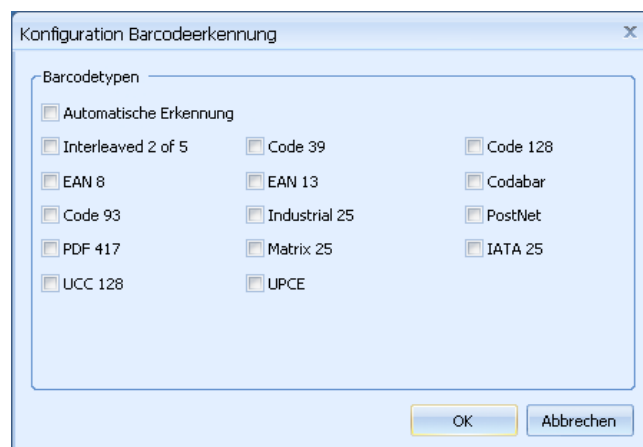 Konfiguration Barcodeerkennung
Barcodetypen
Automatische Erkennung
Interleaved 2 of 5 Code 39 Code 128
EAN 8 EAN 13 Codabar
Code 93 Industrial 25 PostNet
PDF 417 Matrix 25 IATA 25
UCC 128 UPCE
OK Abbrechen